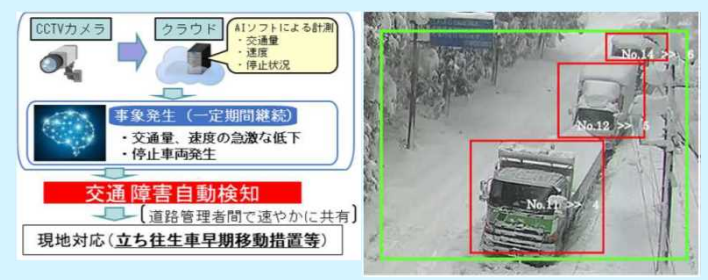 CCTVカメラ
クラウド
AIソフトによる計測
・交通量
・速度
・停止状況
事象発生（一定期間継続）
・交通量、速度の急激な低下
・停止車両発生
交通障害自動検知
道路管理者間で速やかに共有
現地対応（立ち往生車早期移動措置等）
No.14 >> 6
No.12 >> 5
No.11 >> 4